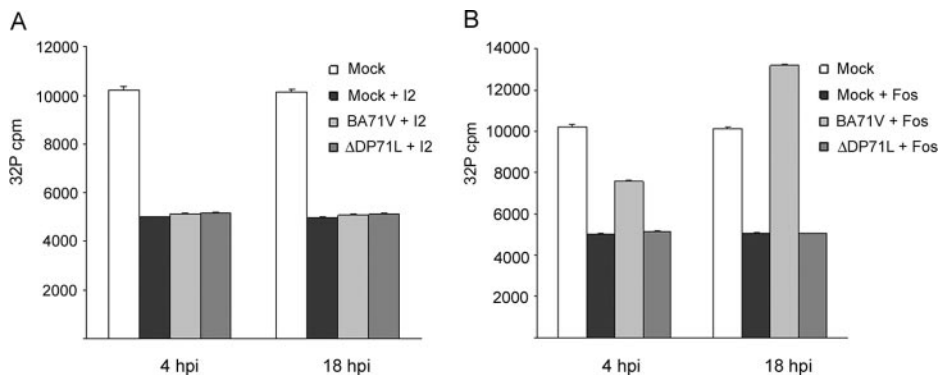 A
12000
10000
8000
6000
4000
2000
32P cpm
Mock
Mock + I2
BA71V + I2
ΔDP71L + I2
4 hpi
18 hpi
B
14000
12000
10000
8000
6000
4000
2000
32P cpm
Mock
Mock + Fos
BA71V + Fos
ΔDP71L + Fos
4 hpi
18 hpi